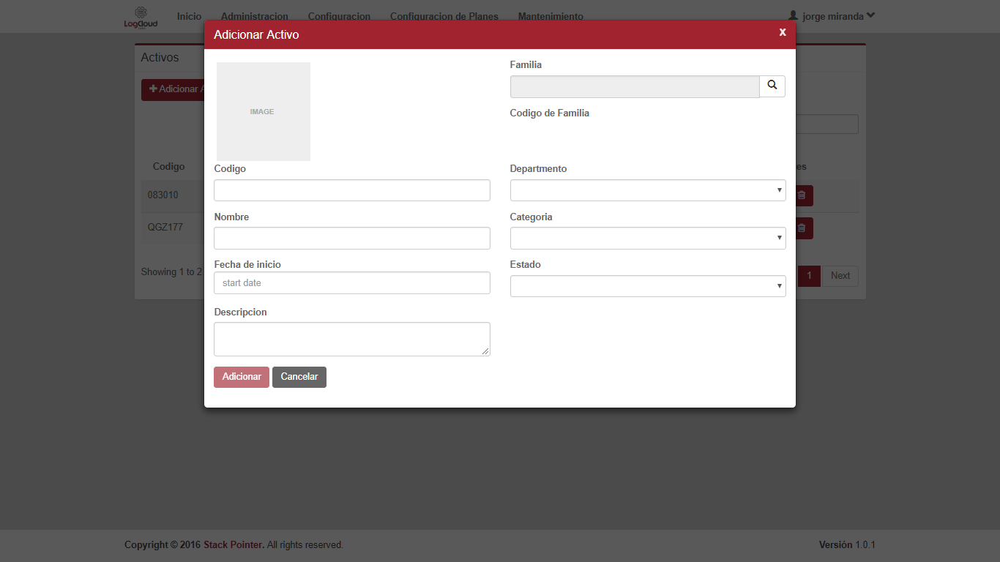 LogCloud
Inicio Administracion Configuracion Configuracion de Planes Mantenimiento jorge miranda
Adicionar Activo x
Activos
Adicionar A
IMAGE
Familia
Codigo de Familia
Codigo
083010
QGZ177
es
Showing 1 to 2
1 Next
Codigo
Departmento
Nombre
Categoria
Fecha de inicio
start date
Estado
Descripcion
Adicionar Cancelar
Copyright © 2016 Stack Pointer. All rights reserved.
Versión 1.0.1